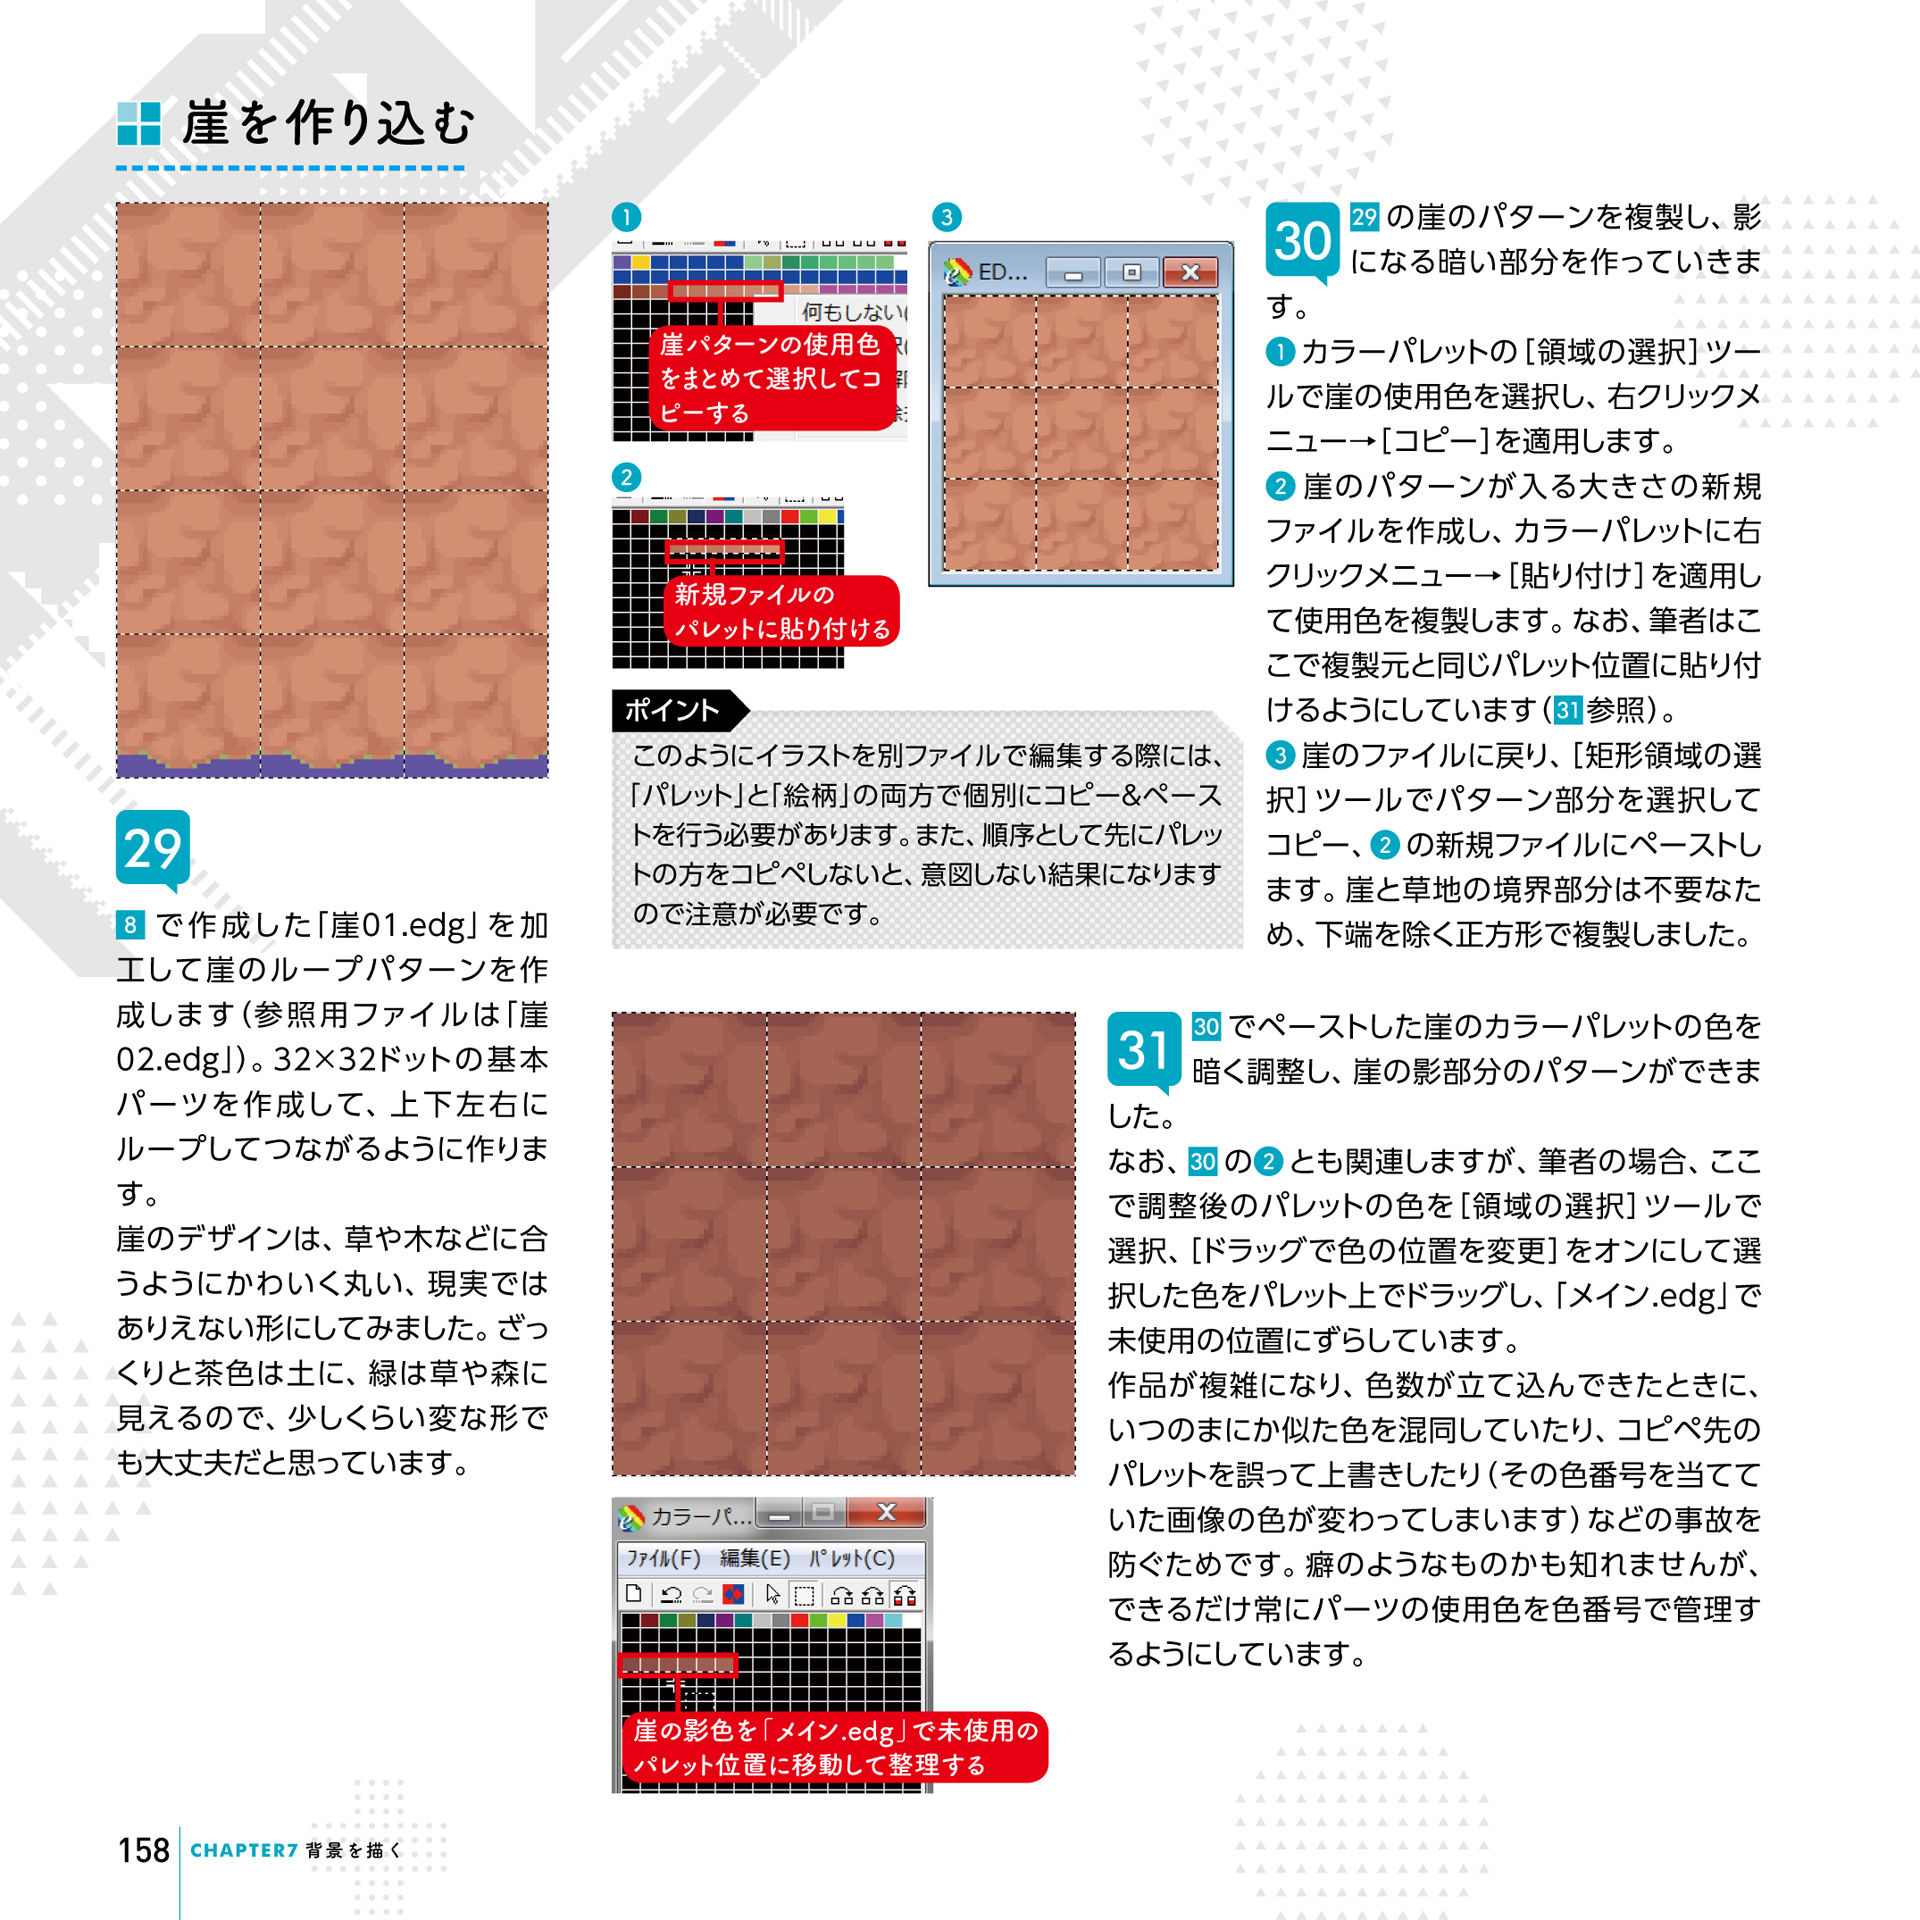 崖を作り込む
29
8 で作成した「崖01.edg」を加
工して崖のループパターンを作
成します（参照用ファイルは「崖
02.edg」）。32×32ドットの基本
パーツを作成して、上下左右に
ループしてつながるように作りま
す。
崖のデザインは、草や木などに合
うようにかわいく丸い、現実では
ありえない形にしてみました。ざっ
くりと茶色は土に、緑は草や森に
見えるので、少しくらい変な形で
も大丈夫だと思っています。
1
何もしない(
崖パターンの使用色
をまとめて選択してコ
ピーする
2
新規ファイルの
パレットに貼り付ける
3
ED...
ポイント
このようにイラストを別ファイルで編集する際には、
「パレット」と「絵柄」の両方で個別にコピー&ペース
トを行う必要があります。また、順序として先にパレッ
トの方をコピペしないと、意図しない結果になります
ので注意が必要です。
30
29 の崖のパターンを複製し、影
になる暗い部分を作っていきま
す。
1 カラーパレットの［領域の選択］ツー
ルで崖の使用色を選択し、右クリックメ
ニュー→［コピー］を適用します。
2 崖のパターンが入る大きさの新規
ファイルを作成し、カラーパレットに右
クリックメニュー→［貼り付け］を適用し
て使用色を複製します。なお、筆者はこ
こで複製元と同じパレット位置に貼り付
けるようにしています（31参照）。
3 崖のファイルに戻り、［矩形領域の選
択］ツールでパターン部分を選択して
コピー、2 の新規ファイルにペーストし
ます。崖と草地の境界部分は不要なた
め、下端を除く正方形で複製しました。
31
30 でペーストした崖のカラーパレットの色を
暗く調整し、崖の影部分のパターンができま
した。
なお、30 の2 とも関連しますが、筆者の場合、ここ
で調整後のパレットの色を［領域の選択］ツールで
選択、［ドラッグで色の位置を変更］をオンにして選
択した色をパレット上でドラッグし、「メイン.edg」で
未使用の位置にずらしています。
作品が複雑になり、色数が立て込んできたときに、
いつのまにか似た色を混同していたり、コピペ先の
パレットを誤って上書きしたり（その色番号を当てて
いた画像の色が変わってしまいます）などの事故を
防ぐためです。癖のようなものかも知れませんが、
できるだけ常にパーツの使用色を色番号で管理す
るようにしています。
カラーパ...
ﾌｧｲﾙ(F) 編集(E) ﾊﾟﾚｯﾄ(C)
崖の影色を「メイン.edg」で未使用の
パレット位置に移動して整理する
158
CHAPTER7 背景を描く